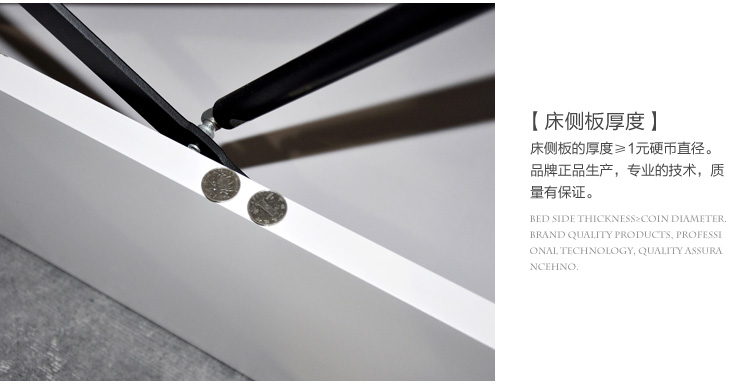 【床侧板厚度】
床侧板的厚度≥1元硬币直径。
品牌正品生产，专业的技术，质
量有保证。
BED SIDE THICKNESS≥COIN DIAMETER.
BRAND QUALITY PRODUCTS, PROFESSI
ONAL TECHNOLOGY, QUALITY ASSURA
NCEHNO.